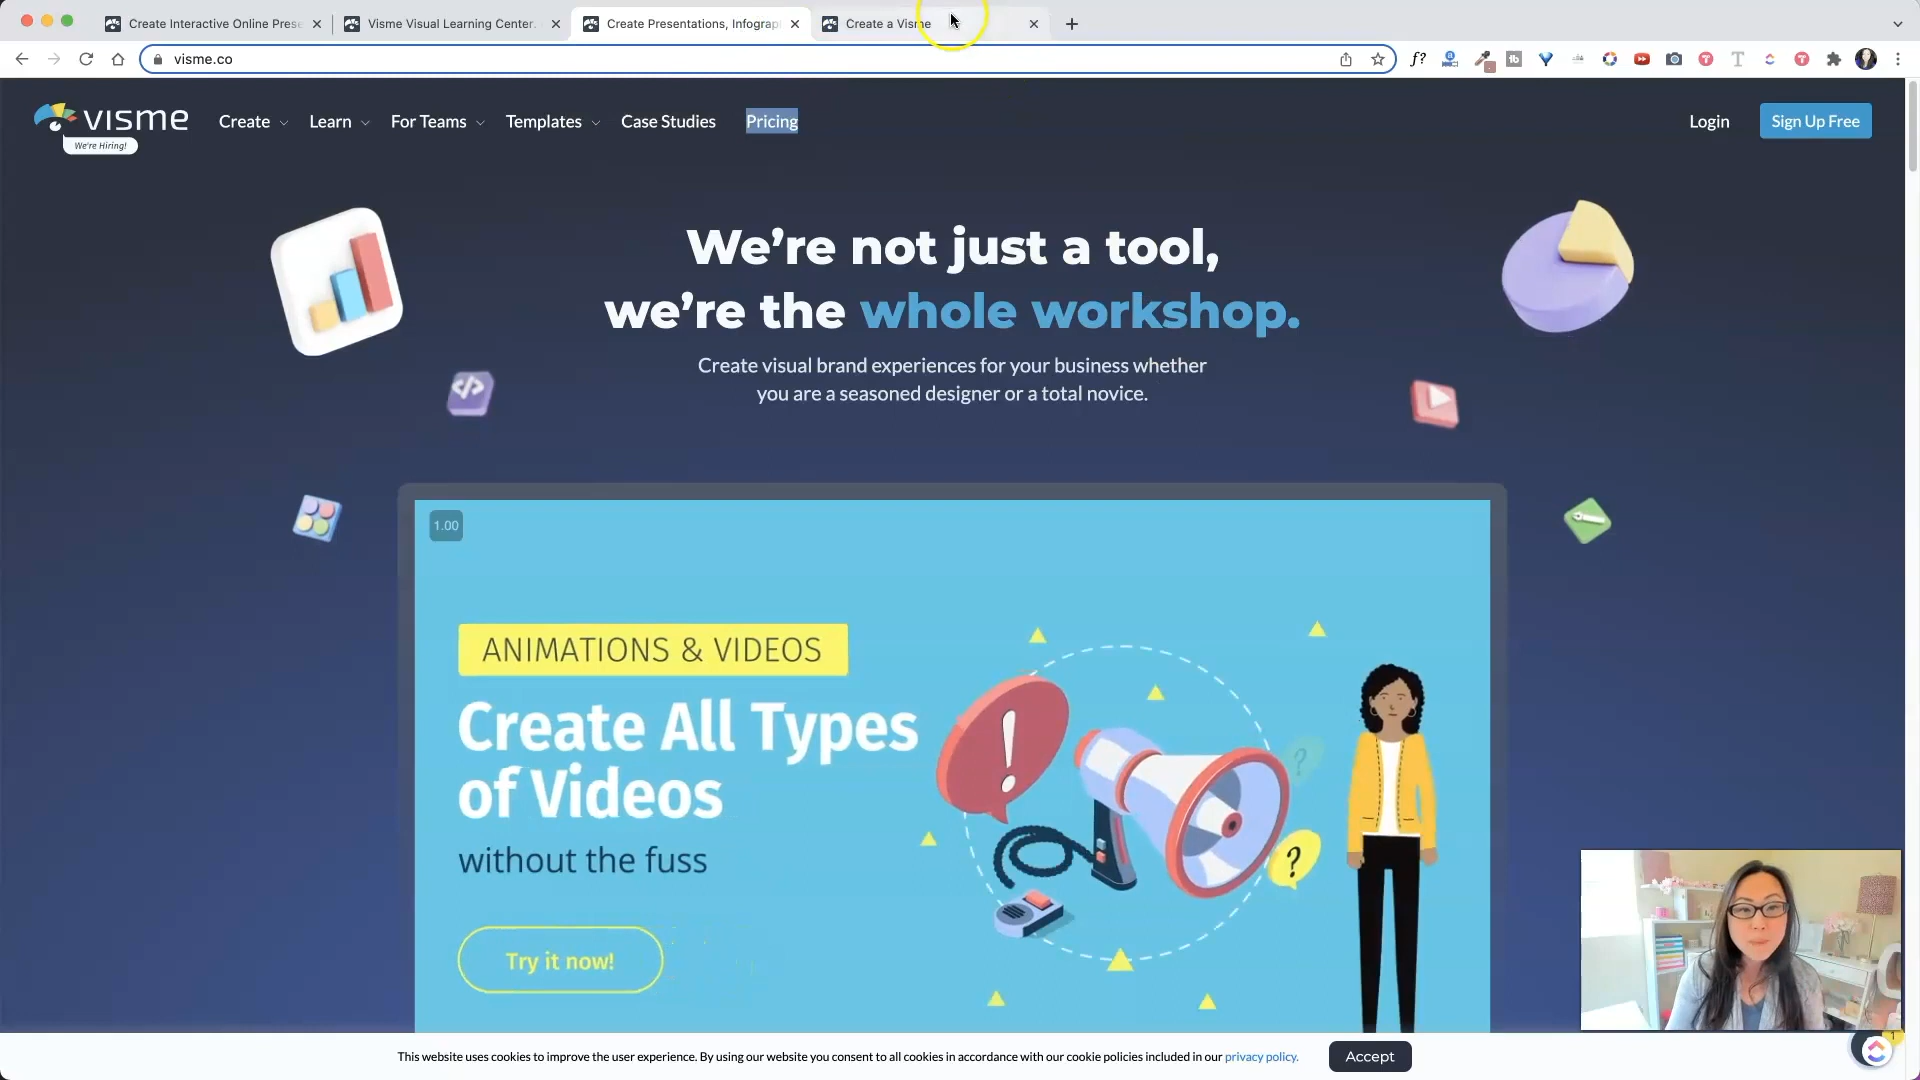 Create Interactive Online Prese
Visme Visual Learning Center.
Create Presentations, Infograp
Create a Visme
visme.co
visme
We're Hiring!
Create
Learn
For Teams
Templates
Case Studies
Pricing
Login
Sign Up Free
We’re not just a tool,
we’re the whole workshop.
Create visual brand experiences for your business whether
you are a seasoned designer or a total novice.
1.00
ANIMATIONS & VIDEOS
Create All Types
of Videos
without the fuss
Try it now!
This website uses cookies to improve the user experience. By using our website you consent to all cookies in accordance with our cookie policies included in our privacy policy.
Accept